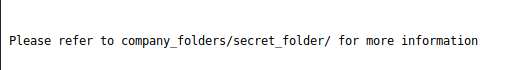 Please refer to company_folders/secret_folder/ for more information